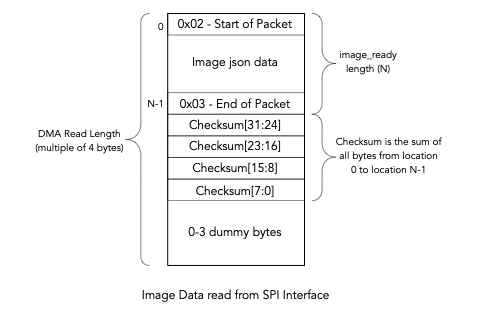 0
0x02 - Start of Packet
Image json data
image_ready
length (N)
N-1
0x03 - End of Packet
Checksum[31:24]
Checksum[23:16]
Checksum[15:8]
Checksum[7:0]
DMA Read Length
(multiple of 4 bytes)
Checksum is the sum of
all bytes from location
0 to location N-1
0-3 dummy bytes
Image Data read from SPI Interface